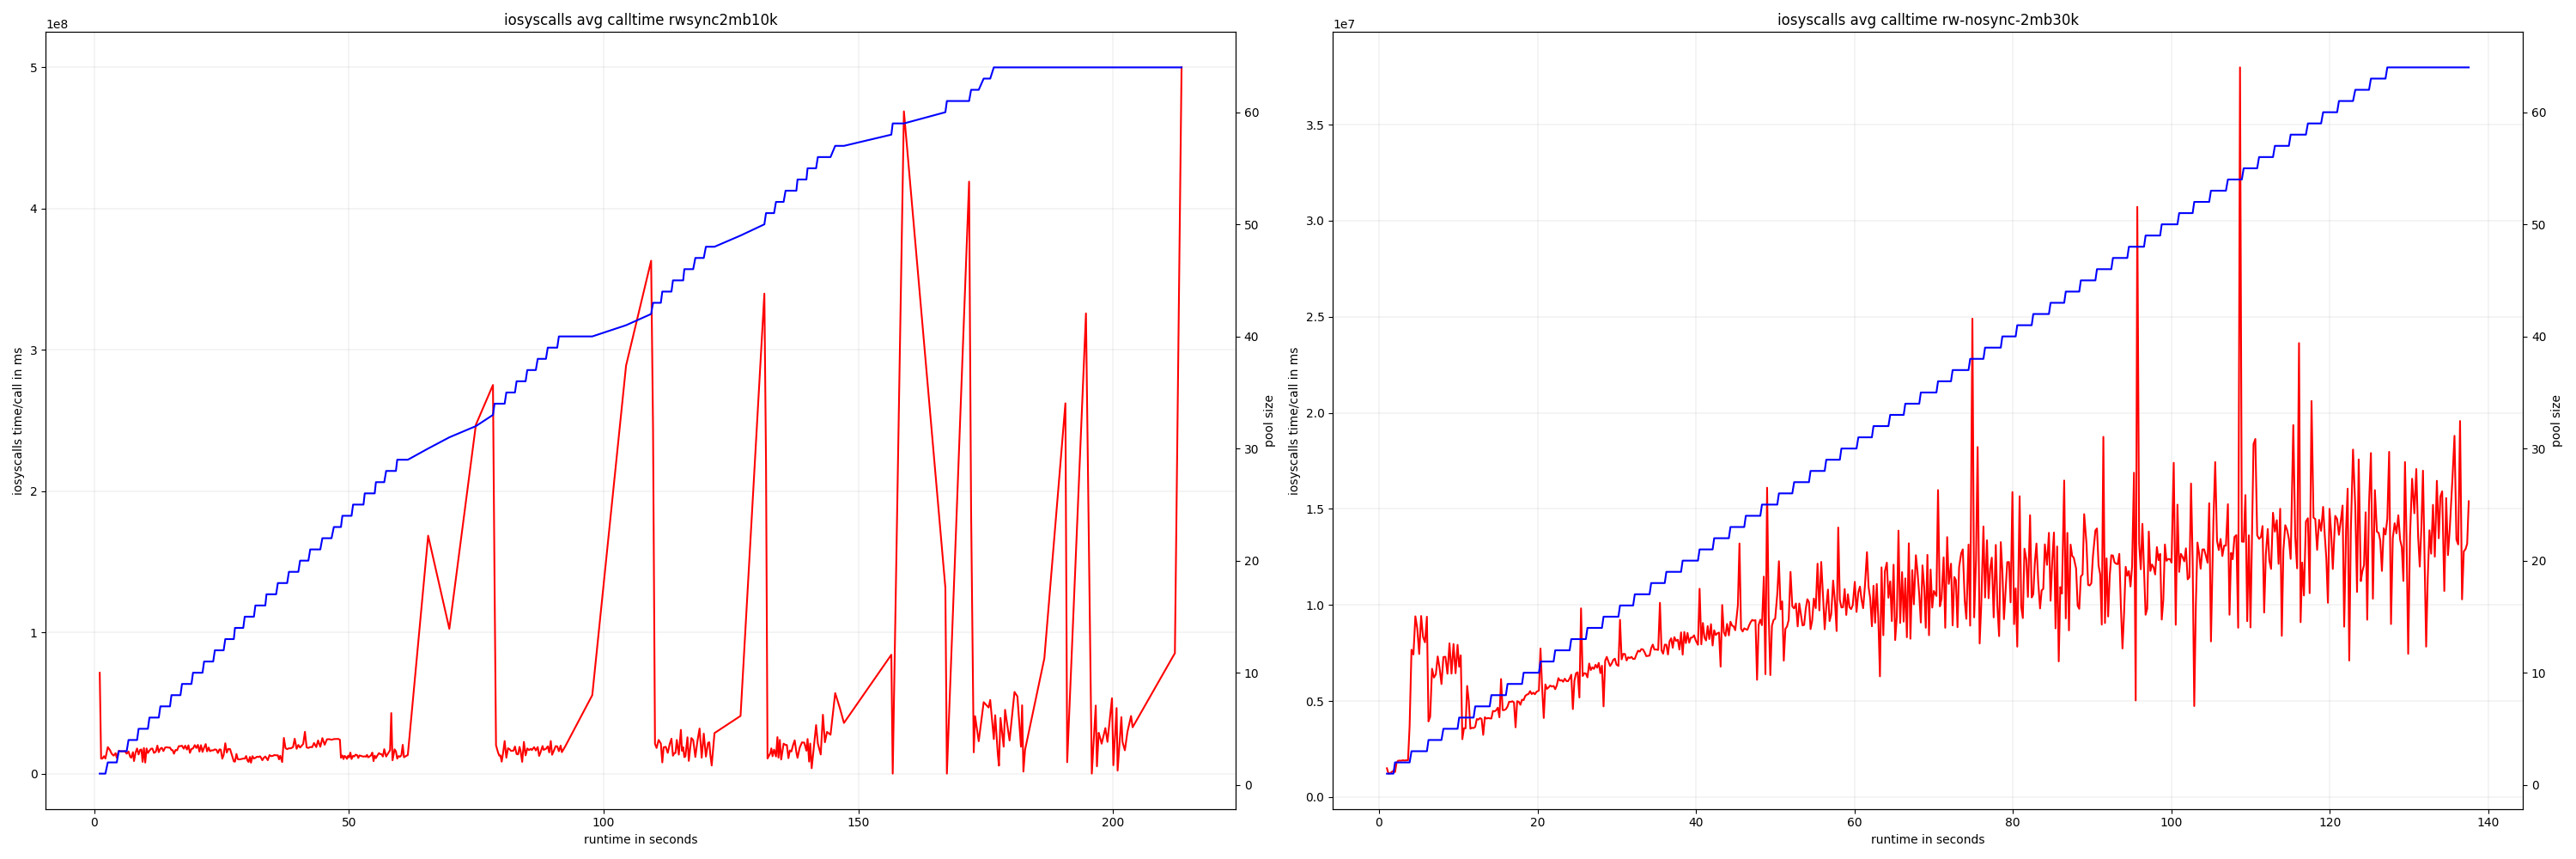 iosyscalls avg calltime rwsync2mb10k
1e8
5
4
3
2
1
0
iosyscalls time/call in ms
60
50
40
30
20
10
0
pool size
0 50 100 150 200
runtime in seconds
iosyscalls avg calltime rw-nosync-2mb30k
1e7
3.5
3.0
2.5
2.0
1.5
1.0
0.5
0.0
iosyscalls time/call in ms
60
50
40
30
20
10
0
pool size
0 20 40 60 80 100 120 140
runtime in seconds